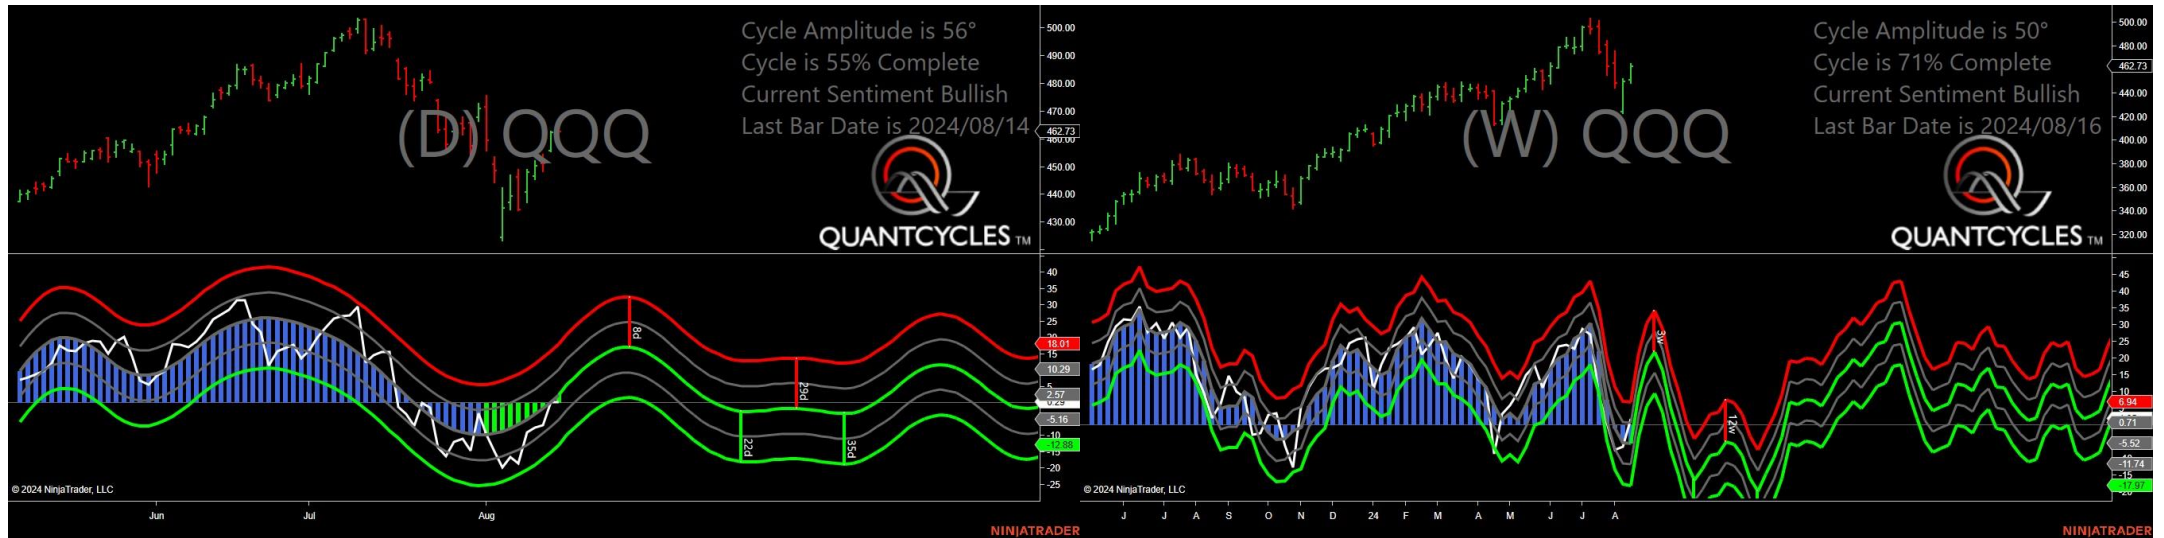 Cycle Amplitude is 56°
Cycle is 55% Complete
Current Sentiment Bullish
Last Bar Date is 2024/08/14
(D) QQQ
QUANTCYCLES TM
500.00
490.00
480.00
470.00
462.73
450.00
440.00
430.00
40
35
30
25
20
18.01
15
10.29
5
2.57
0.29
-5.16
-10
-12.88
-15
-20
-25
8d
22d
29d
35d
© 2024 NinjaTrader, LLC
Jun
Jul
Aug
NINJATRADER
Cycle Amplitude is 50°
Cycle is 71% Complete
Current Sentiment Bullish
Last Bar Date is 2024/08/16
(W) QQQ
QUANTCYCLES TM
500.00
480.00
462.73
440.00
420.00
400.00
380.00
360.00
340.00
320.00
45
40
35
30
25
20
15
10
6.94
0.71
-5.52
-11.74
-15
-17.97
3w
12w
© 2024 NinjaTrader, LLC
J J A S O N D 24 F M A M J J A
NINJATRADER